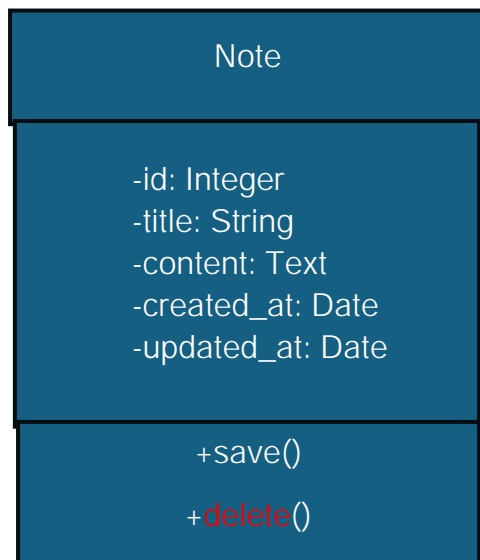 Note
-id: Integer
-title: String
-content: Text
-created_at: Date
-updated_at: Date
+save()
+delete()